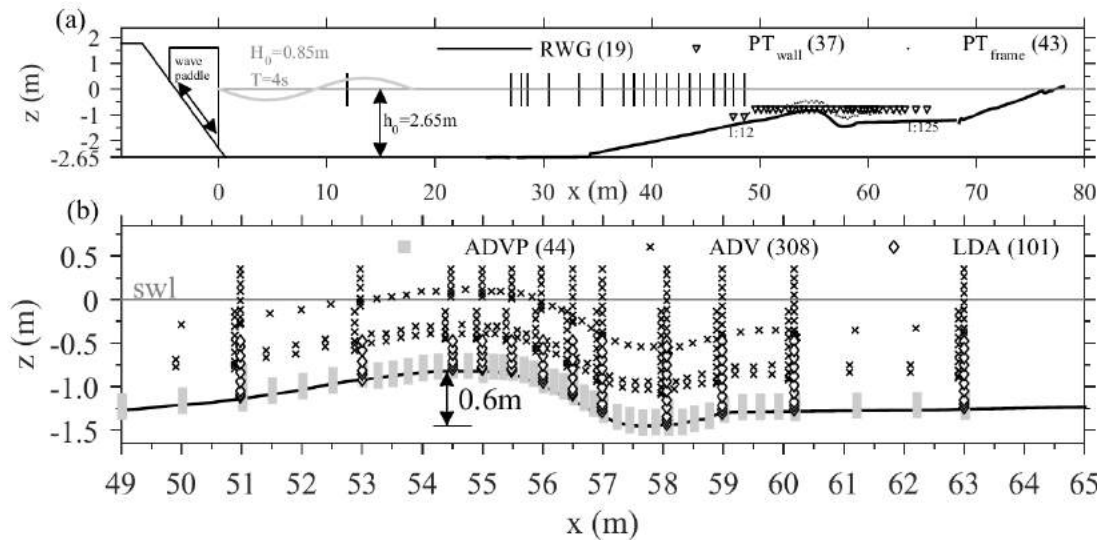 (a)
z (m)
2
1
0
-1
-2
-2.65
wave
paddle
H0=0.85m
T=4s
h0=2.65m
RWG (19)
PTwall (37)
PTframe (43)
1:12
1:125
0
10
20
30
40
50
60
70
80
x (m)
(b)
z (m)
0.5
0
-0.5
-1.0
-1.5
swl
ADVP (44)
ADV (308)
LDA (101)
0.6m
49
50
51
52
53
54
55
56
57
58
59
60
61
62
63
64
65
x (m)